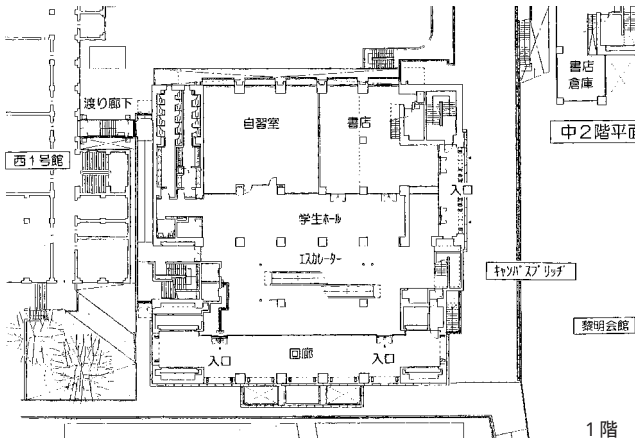 書店
倉庫
渡り廊下
自習室
書店
中2階平面
西1号館
入口
学生ホール
エスカレーター
キャンパスブリッヂ
黎明会館
入口
回廊
入口
1階